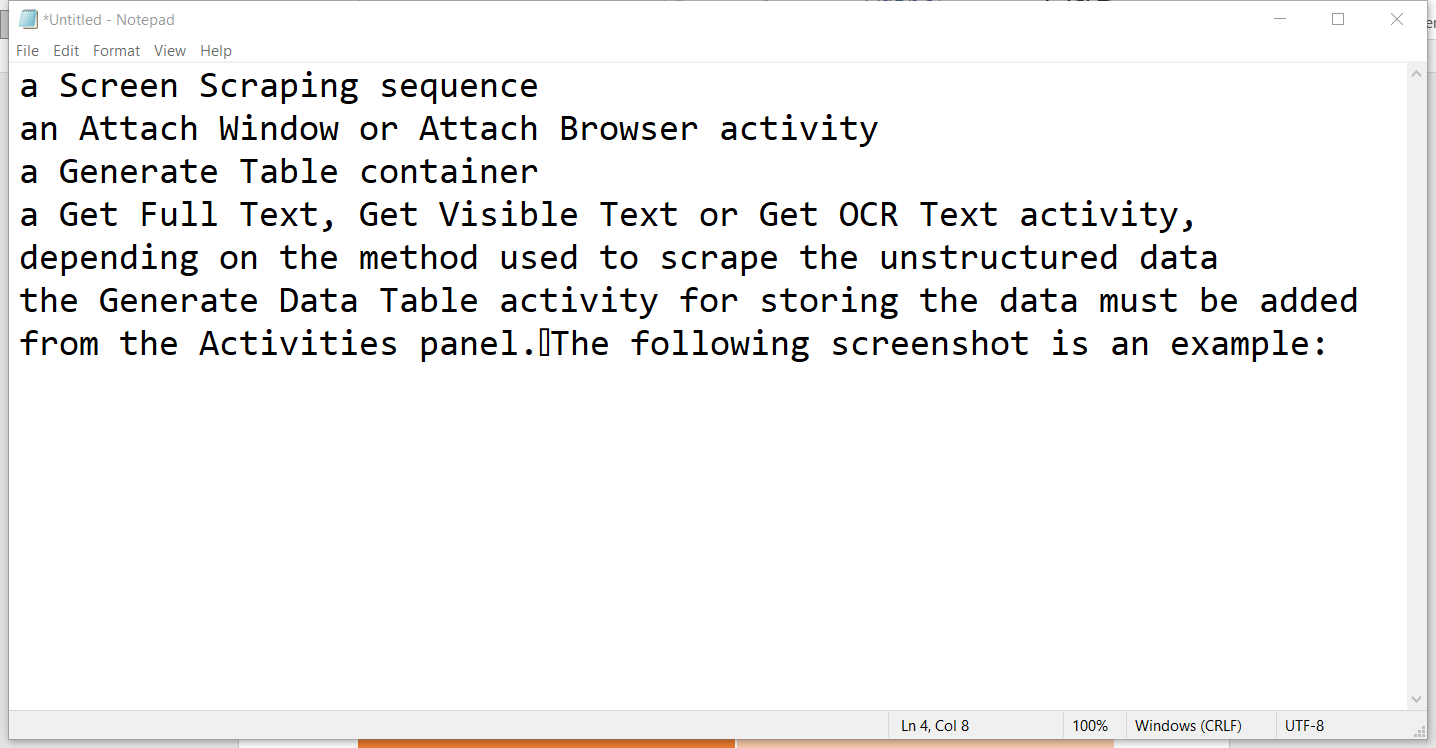 *Untitled - Notepad
File Edit Format View Help
a Screen Scraping sequence
an Attach Window or Attach Browser activity
a Generate Table container
a Get Full Text, Get Visible Text or Get OCR Text activity,
depending on the method used to scrape the unstructured data
the Generate Data Table activity for storing the data must be added
from the Activities panel.▯The following screenshot is an example:
Ln 4, Col 8 100% Windows (CRLF) UTF-8